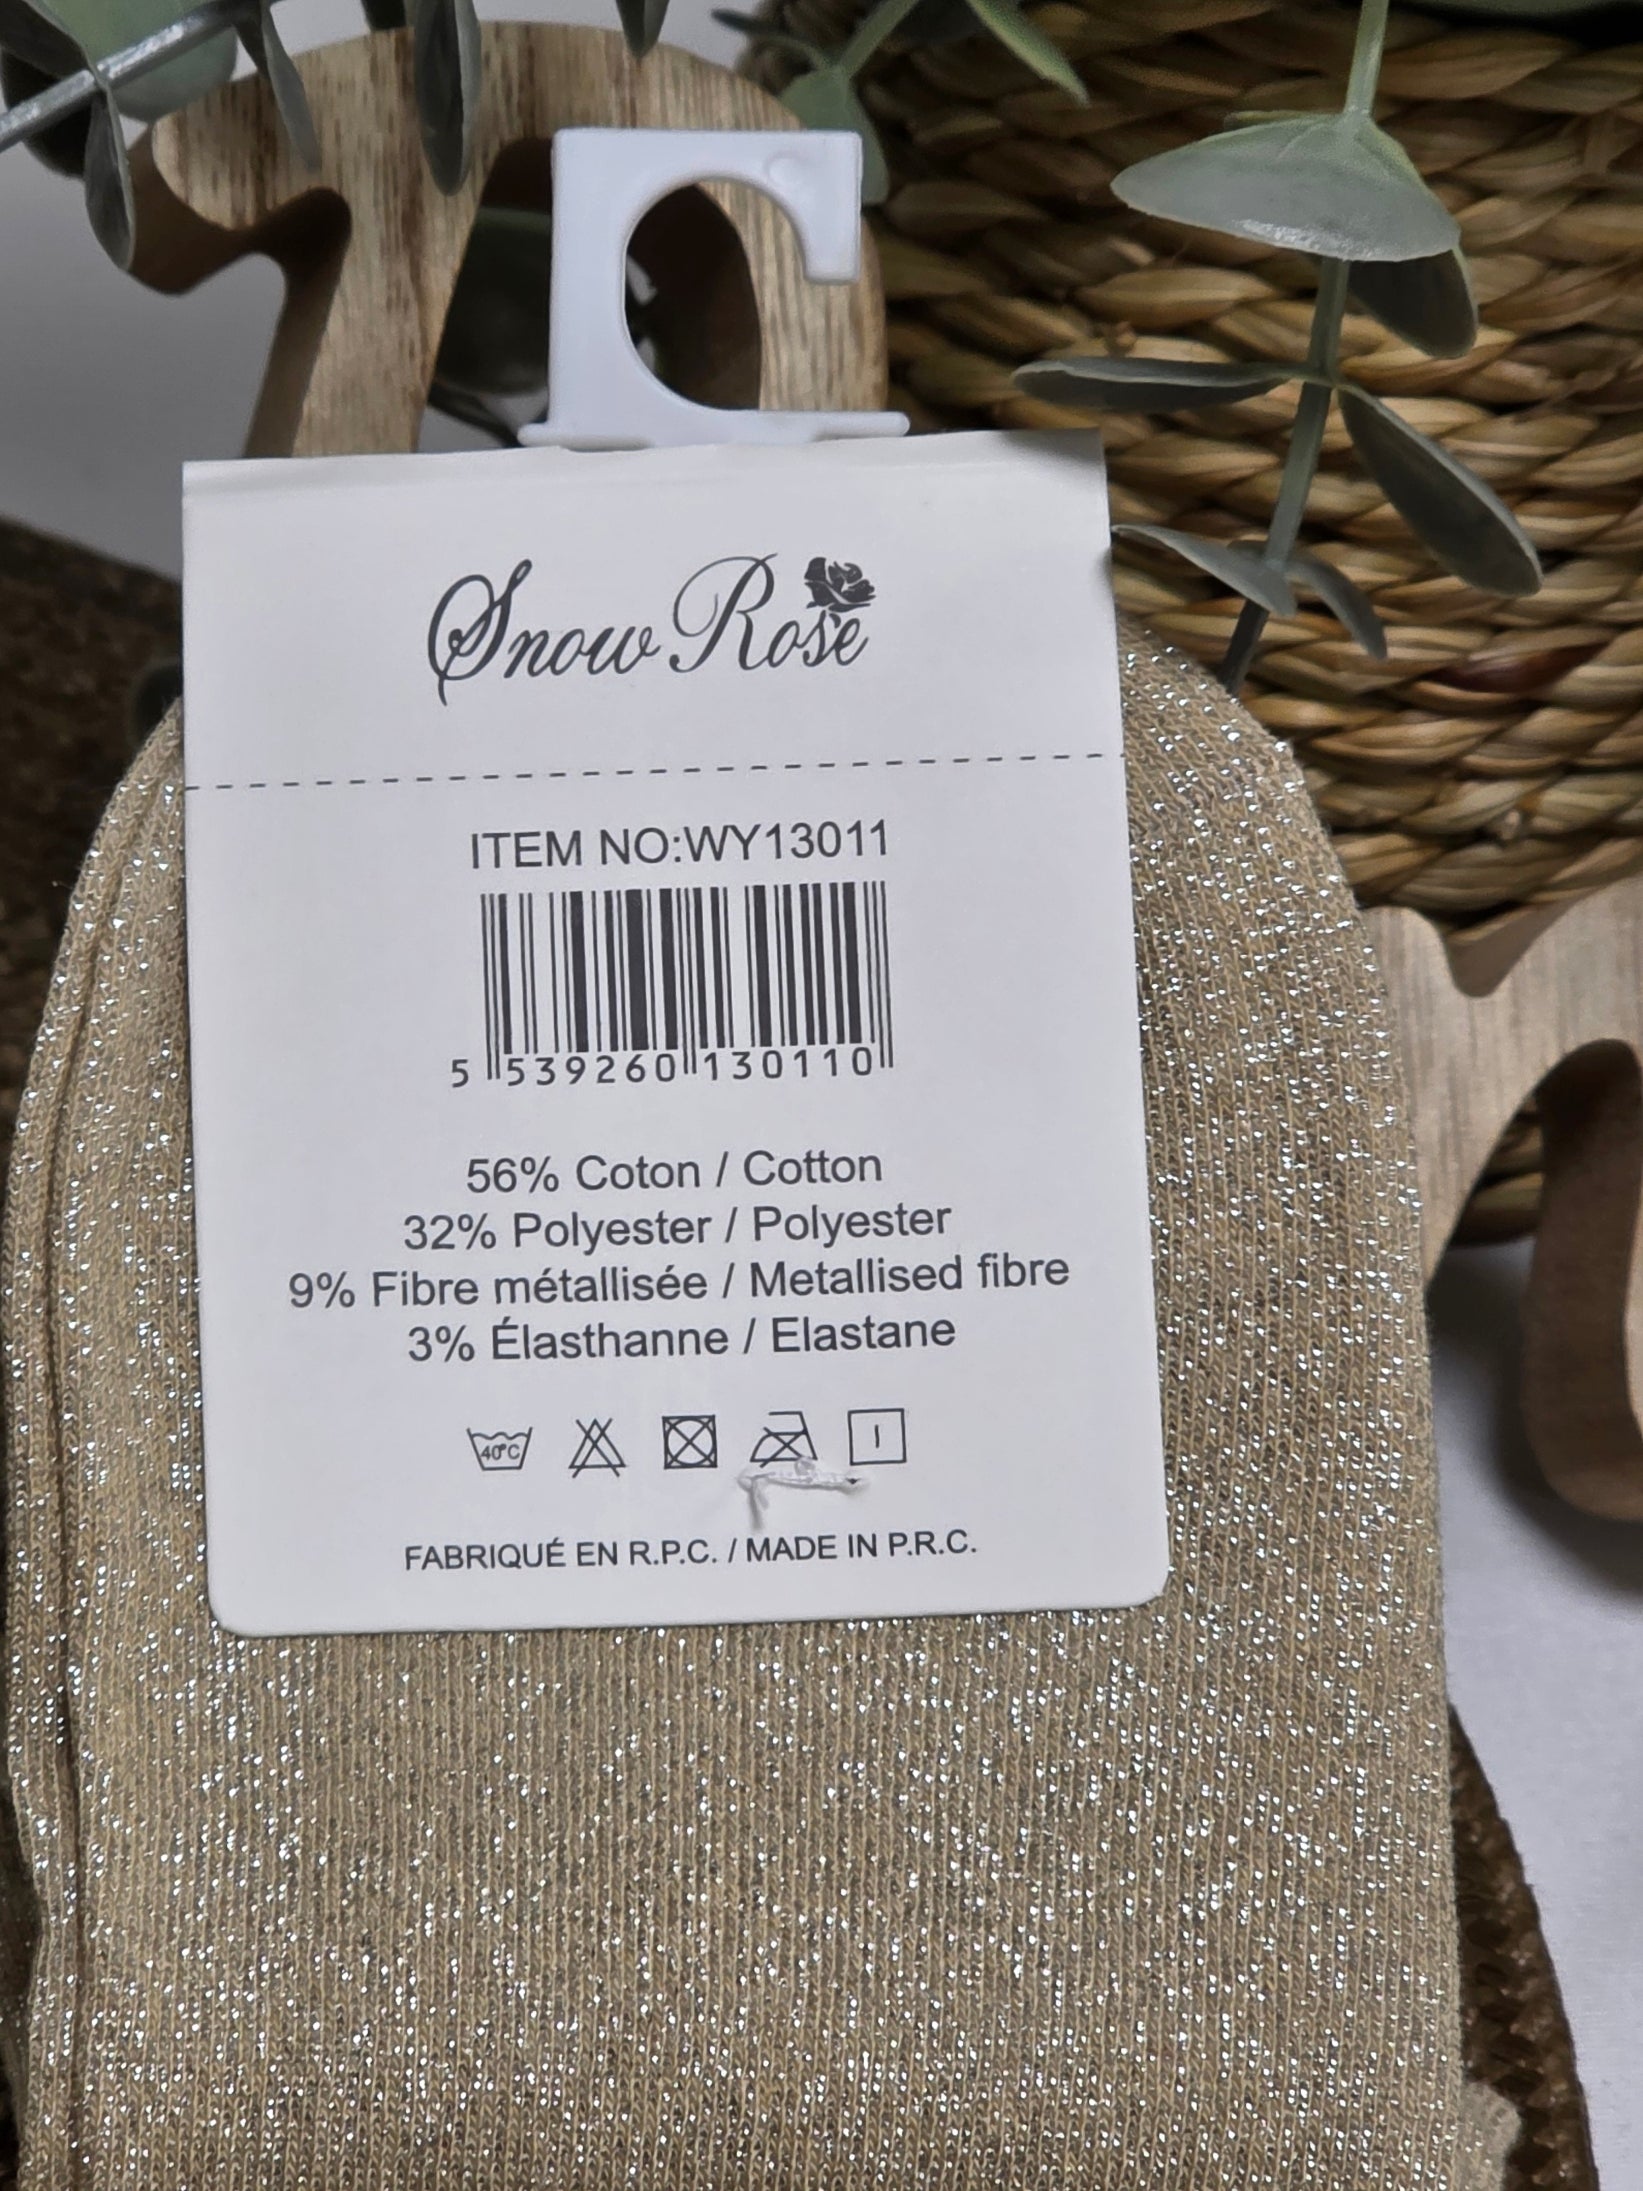 Snow Rose
ITEM NO:WY13011
5 539260 130110
56% Coton / Cotton
32% Polyester / Polyester
9% Fibre métallisée / Metallised fibre
3% Élasthanne / Elastane
40°C
FABRIQUÉ EN R.P.C. / MADE IN P.R.C.